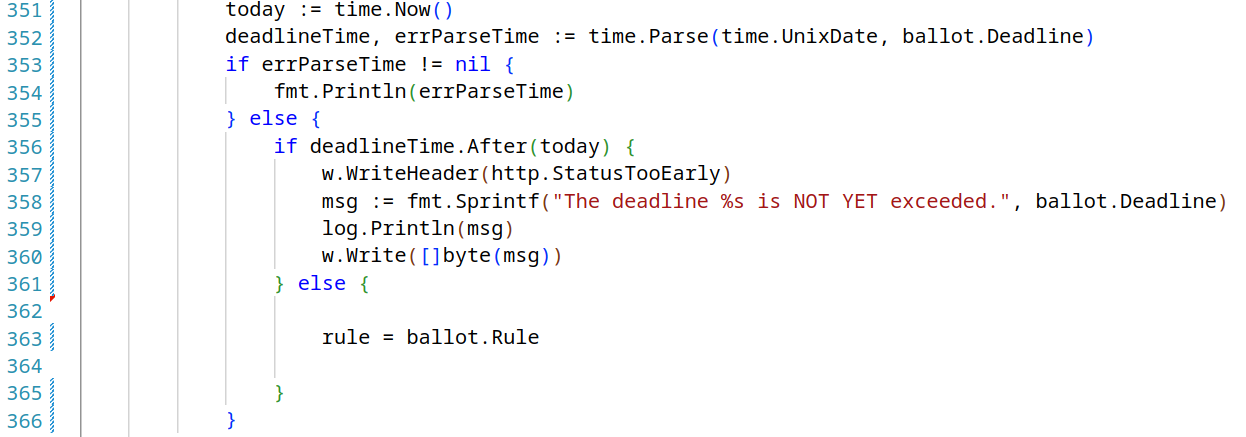 351 today := time.Now()
352 deadlineTime, errParseTime := time.Parse(time.UnixDate, ballot.Deadline)
353 if errParseTime != nil {
354 fmt.Println(errParseTime)
355 } else {
356 if deadlineTime.After(today) {
357 w.WriteHeader(http.StatusTooEarly)
358 msg := fmt.Sprintf("The deadline %s is NOT YET exceeded.", ballot.Deadline)
359 log.Println(msg)
360 w.Write([]byte(msg))
361 } else {
362
363 rule = ballot.Rule
364
365 }
366 }